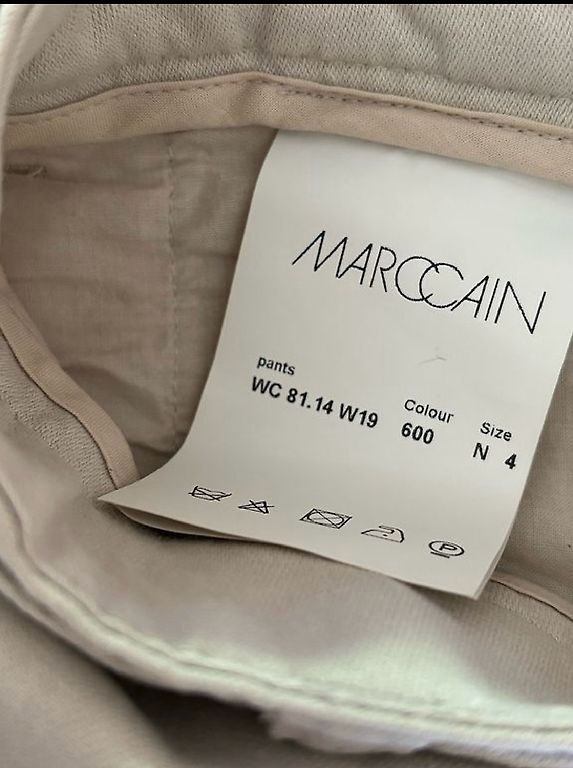 MARCCAIN
pants Colour Size
WC 81.14 W19 600 N 4
P